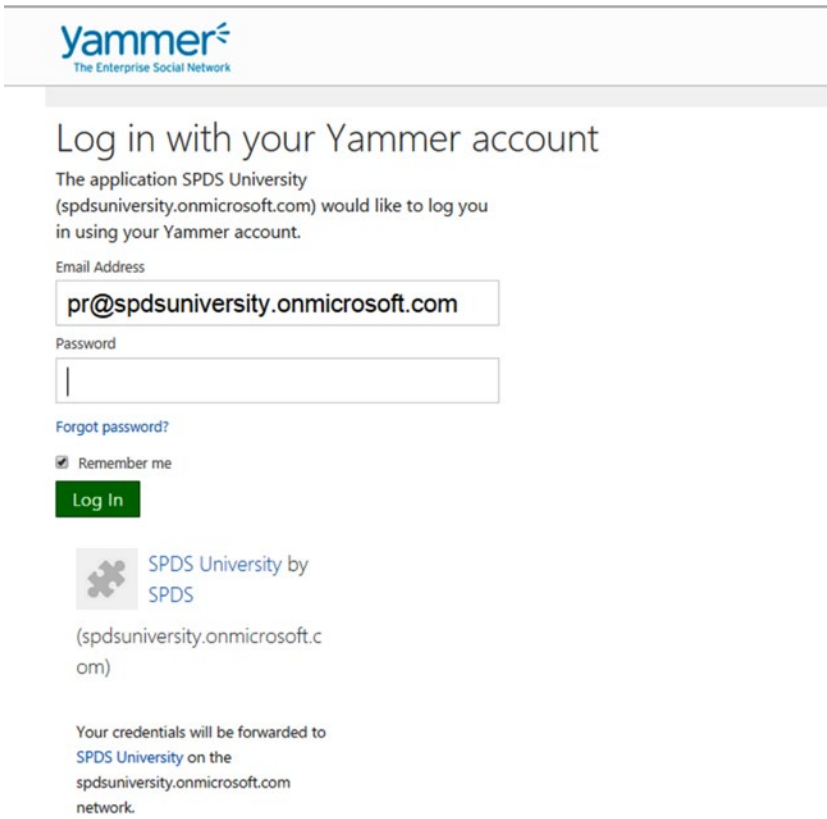 yammer
The Enterprise Social Network
Log in with your Yammer account
The application SPDS University
(spdsuniversity.onmicrosoft.com) would like to log you
in using your Yammer account.
Email Address
pr@spdsuniversity.onmicrosoft.com
Password
Forgot password?
Remember me
Log In
SPDS University by
SPDS
(spdsuniversity.onmicrosoft.c
om)
Your credentials will be forwarded to
SPDS University on the
spdsuniversity.onmicrosoft.com
network.